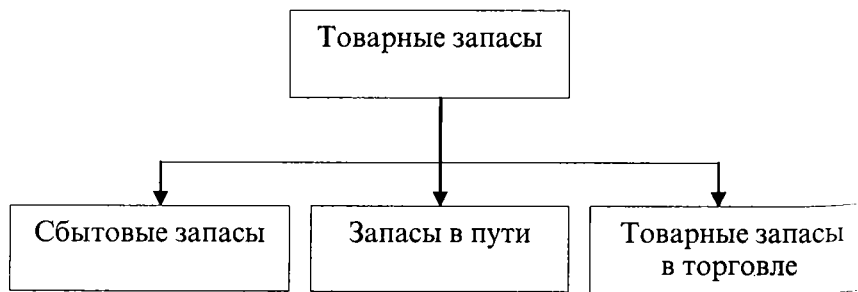 Товарные запасы
Сбытовые запасы
Запасы в пути
Товарные запасы
в торговле